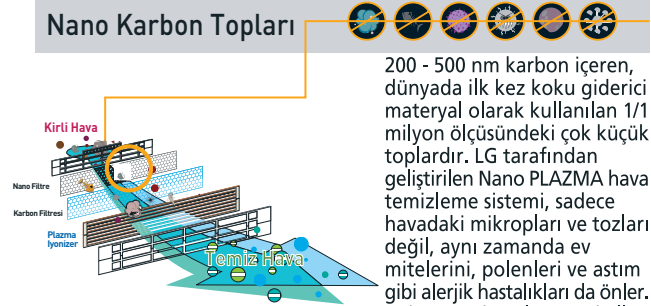 Nano Karbon Topları
200 - 500 nm karbon içeren,
dünyada ilk kez koku giderici
materyal olarak kullanılan 1/1
milyon ölçüsündeki çok küçük
toplardır. LG tarafından
geliştirilen Nano PLAZMA hava
temizleme sistemi, sadece
havadaki mikropları ve tozları
değil, aynı zamanda ev
mitelerini, polenleri ve astım
gibi alerjik hastalıkları da önler.
Kirli Hava
Nano Filtre
Karbon Filtresi
Plazma
Iyonizer
Temiz Hava